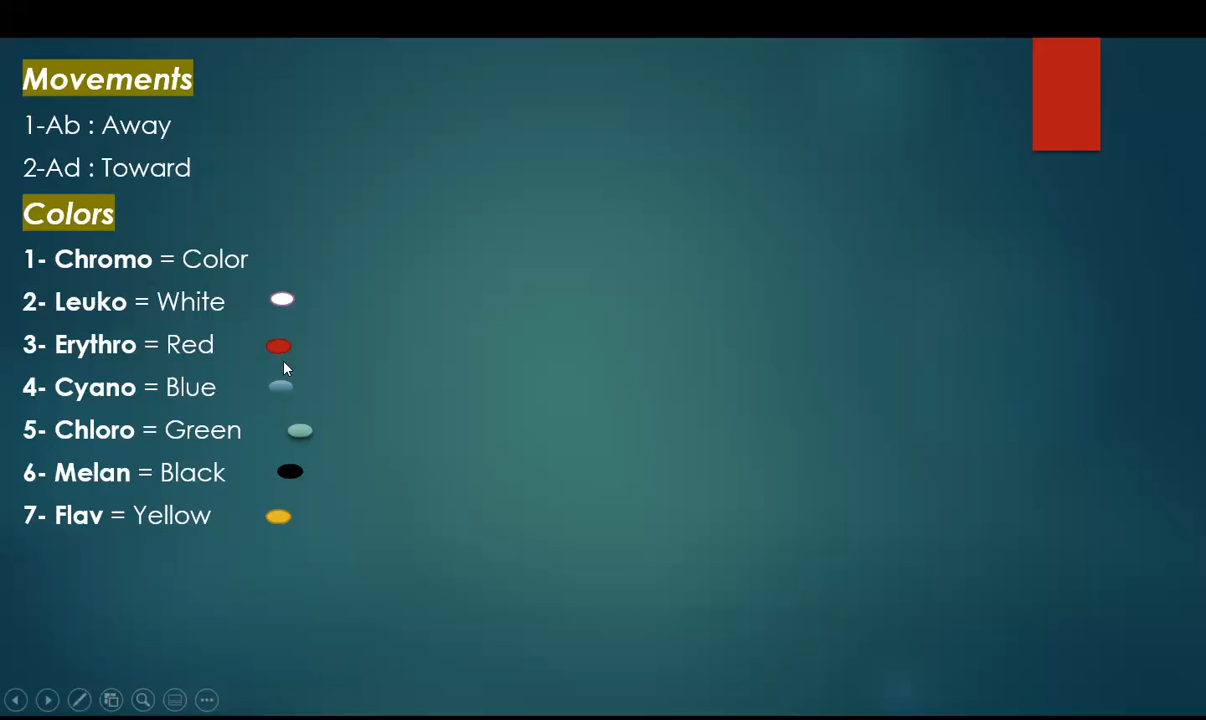 Movements
1-Ab : Away
2-Ad : Toward
Colors
1- Chromo = Color
2- Leuko = White
3- Erythro = Red
4- Cyano = Blue
5- Chloro = Green
6- Melan = Black
7- Flav = Yellow